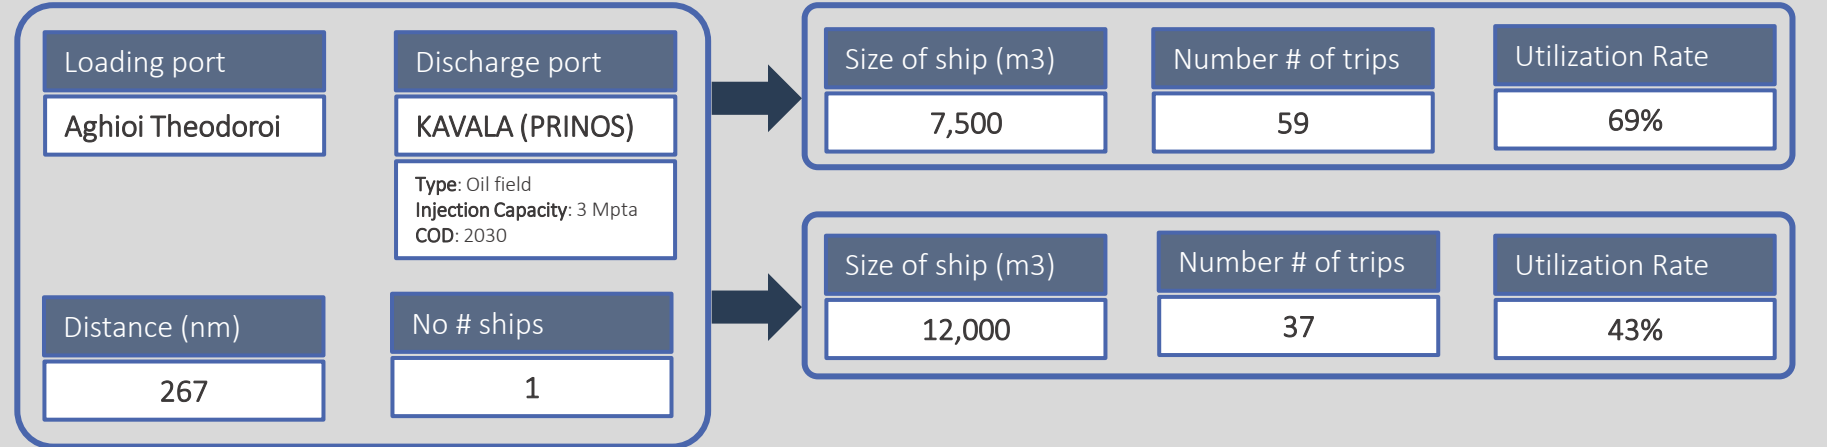 Loading port
Aghioi Theodoroi
Discharge port
KAVALA (PRINOS)
Type: Oil field
Injection Capacity: 3 Mpta
COD: 2030
Distance (nm)
267
No # ships
1
Size of ship (m3)
7,500
Number # of trips
59
Utilization Rate
69%
Size of ship (m3)
12,000
Number # of trips
37
Utilization Rate
43%